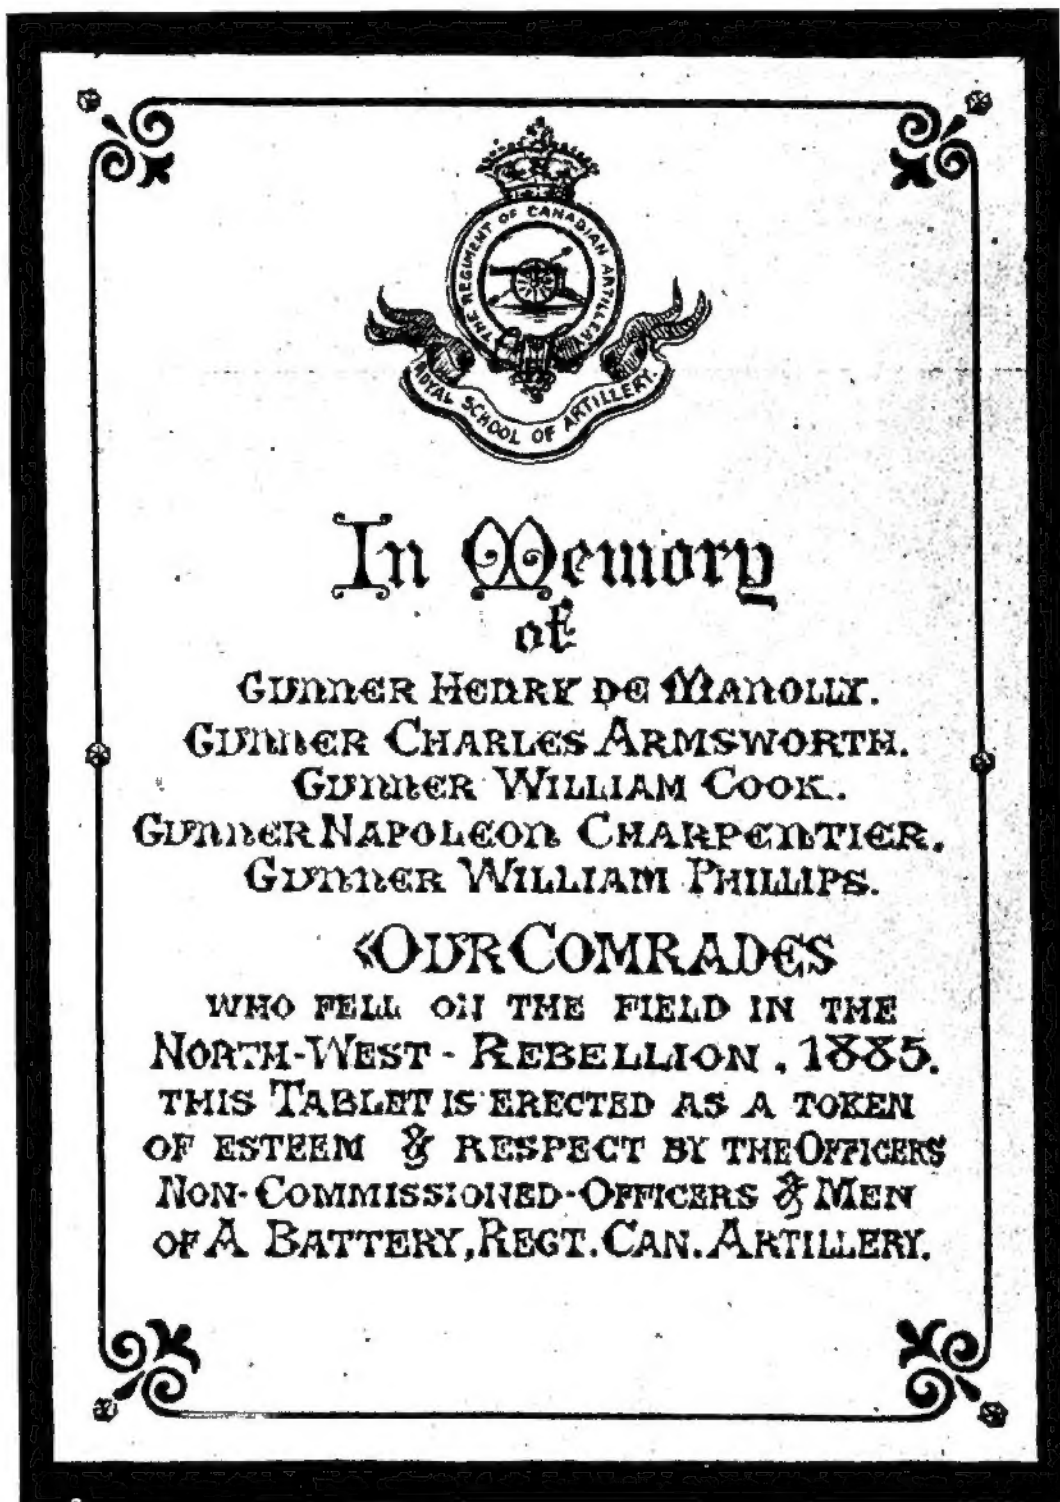 THE REGIMENT OF CANADIAN ARTILLERY
ROYAL SCHOOL OF ARTILLERY.
In Memory
of
GUNNER HENRY DE MANOLLY.
GUNNER CHARLES ARMSWORTH.
GUNNER WILLIAM COOK.
GUNNER NAPOLEON CHARPENTIER.
GUNNER WILLIAM PHILLIPS.
OUR COMRADES
WHO FELL ON THE FIELD IN THE
NORTH-WEST-REBELLION, 1885.
THIS TABLET IS ERECTED AS A TOKEN
OF ESTEEM & RESPECT BY THE OFFICERS
NON-COMMISSIONED-OFFICERS & MEN
OF A BATTERY, REGT. CAN. ARTILLERY.